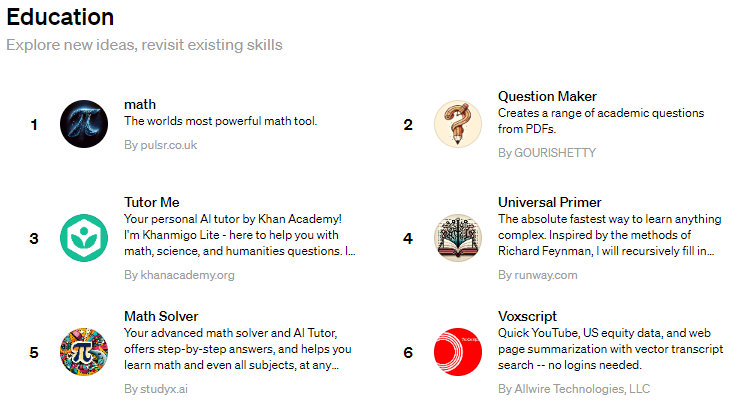 Education
Explore new ideas, revisit existing skills
1
math
The worlds most powerful math tool.
By pulsr.co.uk
2
Question Maker
Creates a range of academic questions
from PDFs.
By GOURISHETTY
3
Tutor Me
Your personal AI tutor by Khan Academy!
I'm Khanmigo Lite - here to help you with
math, science, and humanities questions. I...
By khanacademy.org
4
Universal Primer
The absolute fastest way to learn anything
complex. Inspired by the methods of
Richard Feynman, I will recursively fill in...
By runway.com
5
Math Solver
Your advanced math solver and AI Tutor,
offers step-by-step answers, and helps you
learn math and even all subjects, at any...
By studyx.ai
6
Voxscript
Quick YouTube, US equity data, and web
page summarization with vector transcript
search -- no logins needed.
By Allwire Technologies, LLC